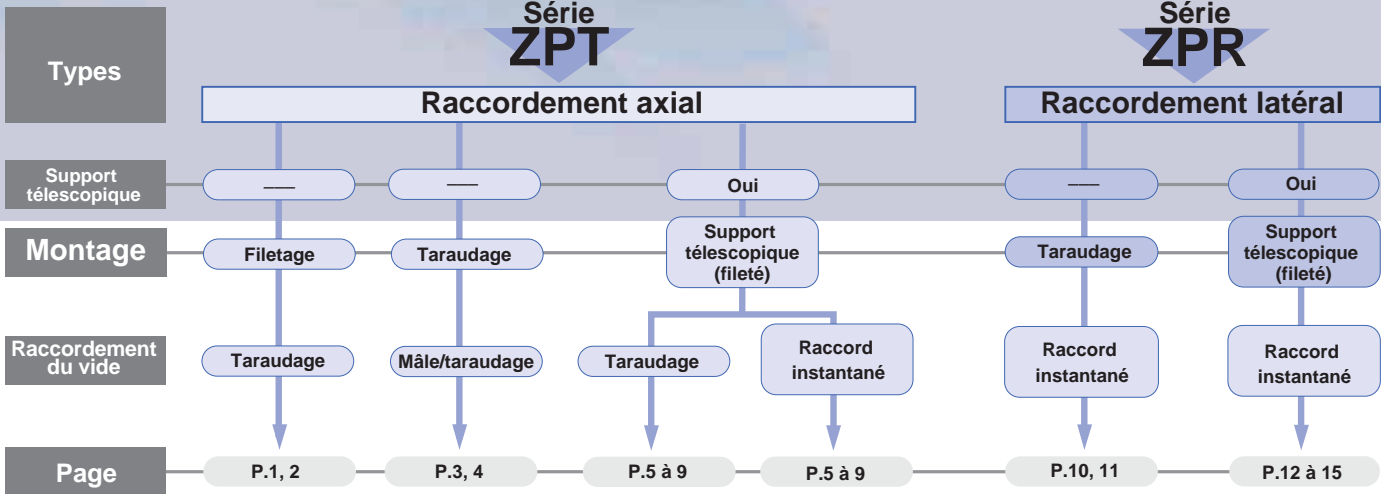 Série
ZPT
Série
ZPR
Types
Raccordement axial
Raccordement latéral
Support
télescopique
—
—
Oui
—
Oui
Montage
Filetage
Taraudage
Support
télescopique
(fileté)
Taraudage
Support
télescopique
(fileté)
Raccordement
du vide
Taraudage
Mâle/taraudage
Taraudage
Raccord
instantané
Raccord
instantané
Raccord
instantané
Page
P.1, 2
P.3, 4
P.5 à 9
P.5 à 9
P.10, 11
P.12 à 15